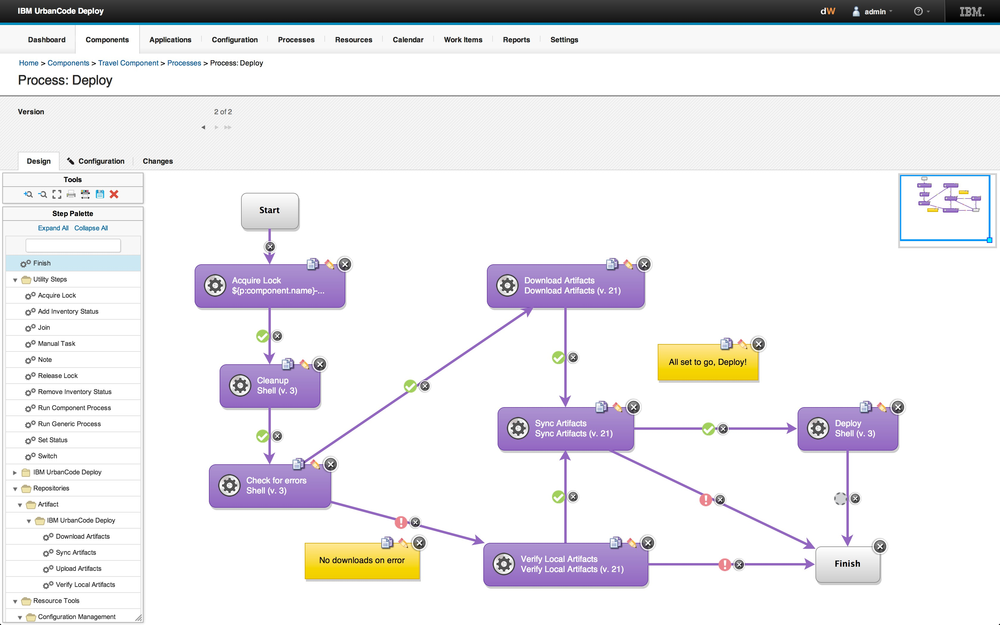 IBM UrbanCode Deploy
dW admin ? IBM
Dashboard Components Applications Configuration Processes Resources Calendar Work Items Reports Settings
Home > Components > Travel Component > Processes > Process: Deploy
Process: Deploy
Version 2 of 2
Design Configuration Changes
Tools
Step Palette
Expand All Collapse All
Finish
Utility Steps
Acquire Lock
Add Inventory Status
Join
Manual Task
Note
Release Lock
Remove Inventory Status
Run Component Process
Run Generic Process
Set Status
Switch
IBM UrbanCode Deploy
Repositories
Artifact
IBM UrbanCode Deploy
Download Artifacts
Sync Artifacts
Upload Artifacts
Verify Local Artifacts
Resource Tools
Configuration Management
Start
Acquire Lock
${p:component.name}-...
Cleanup
Shell (v. 3)
Check for errors
Shell (v. 3)
No downloads on error
Download Artifacts
Download Artifacts (v. 21)
All set to go, Deploy!
Sync Artifacts
Sync Artifacts (v. 21)
Deploy
Shell (v. 3)
Verify Local Artifacts
Verify Local Artifacts (v. 21)
Finish